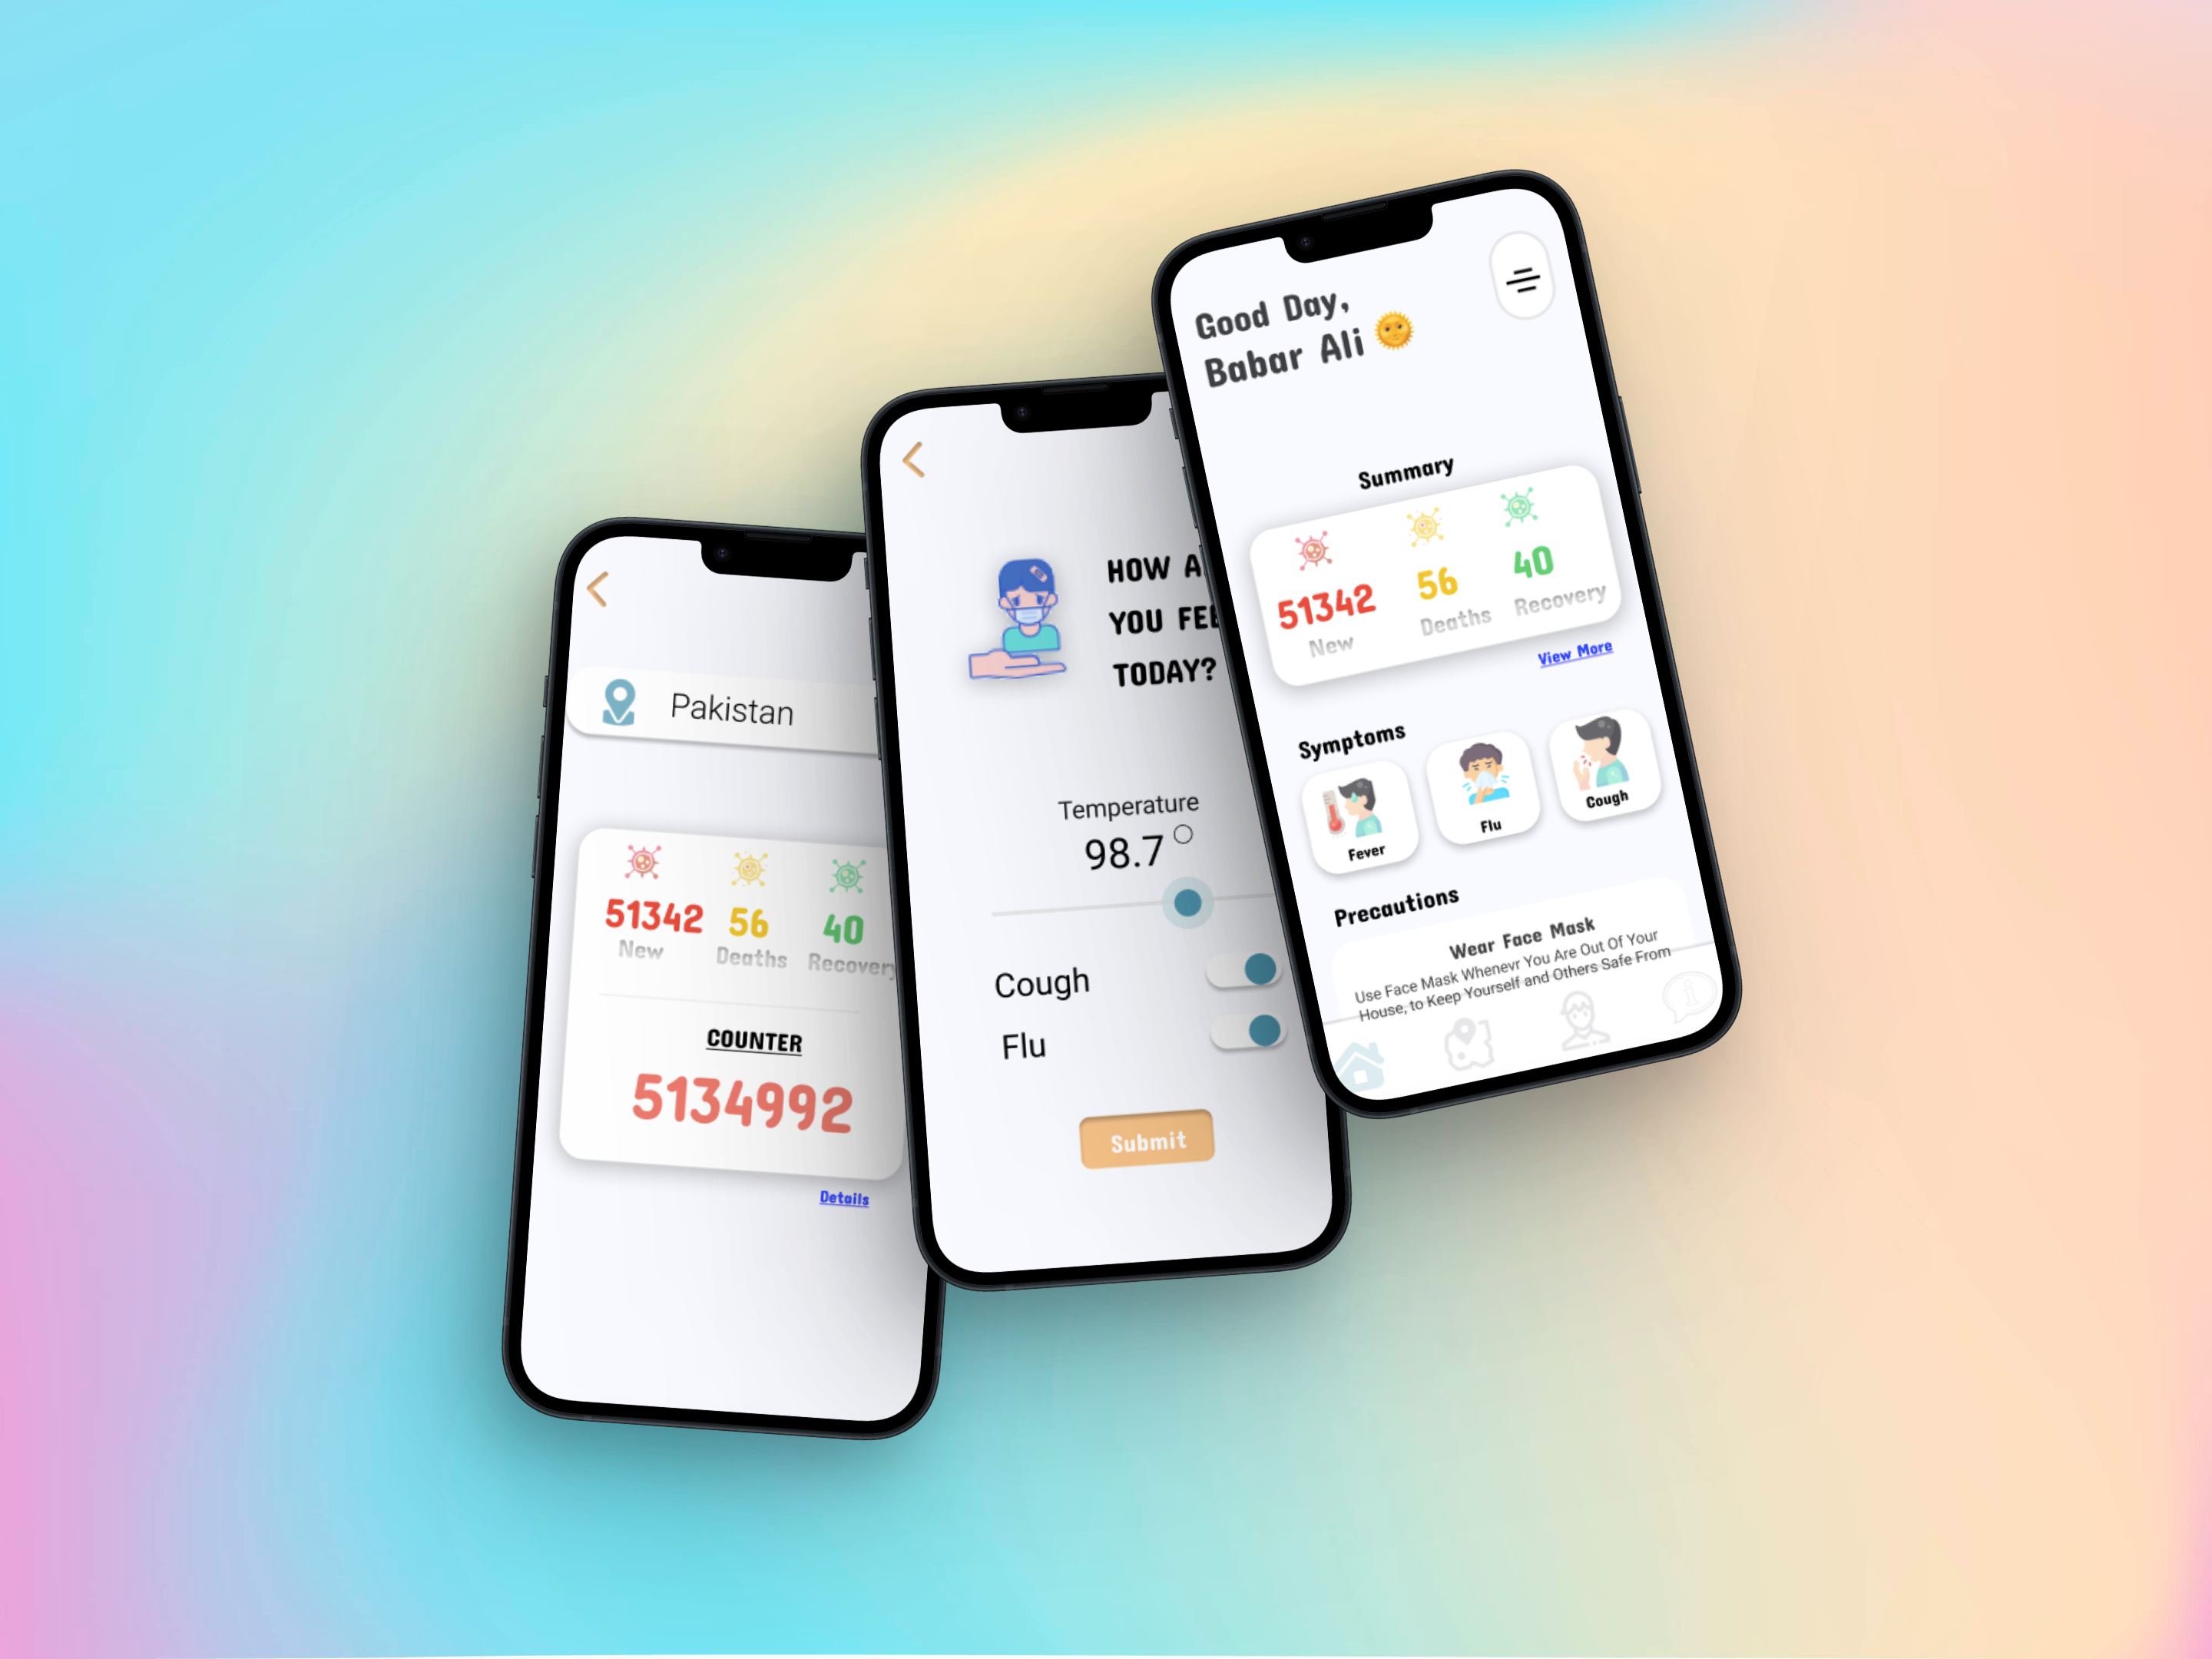 Pakistan
51342 56 40
New Deaths Recovery
COUNTER
5134992
Details
HOW
YOU
TODAY?
Temperature
98.7
Cough
Flu
Submit
Good Day,
Babar Ali
Summary
51342 56 40
New Deaths Recovery
View More
Symptoms
Fever Flu Cough
Precautions
Wear Face Mask
Use Face Mask Whenevr You Are Out Of Your
House, to Keep Yourself and Others Safe From